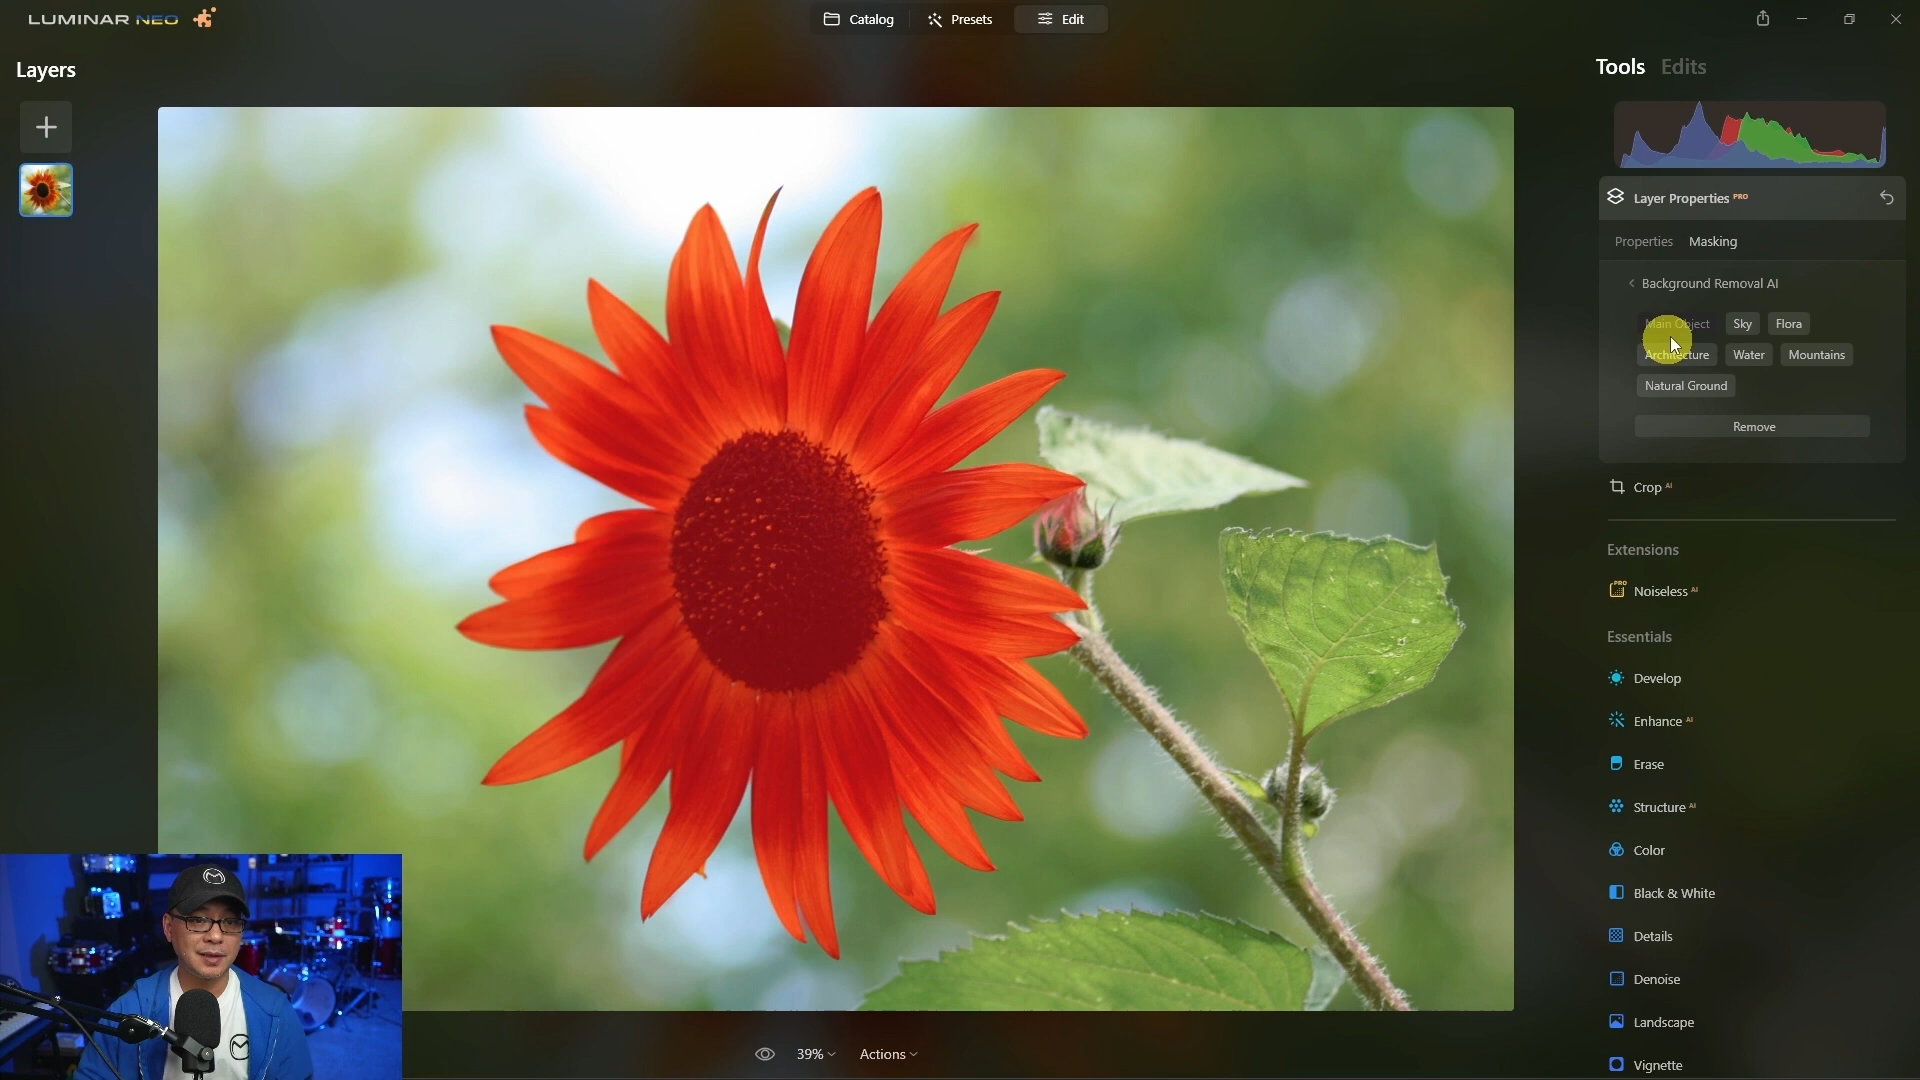 LUMINAR NEO
Catalog
Presets
Edit
Layers
Tools Edits
Layer Properties PRO
Properties Masking
Background Removal AI
Main Object Sky Flora
Architecture Water Mountains
Natural Ground
Remove
Crop AI
Extensions
PRO
Noiseless AI
Essentials
Develop
Enhance AI
Erase
Structure AI
Color
Black & White
Details
Denoise
Landscape
Vignette
39%
Actions